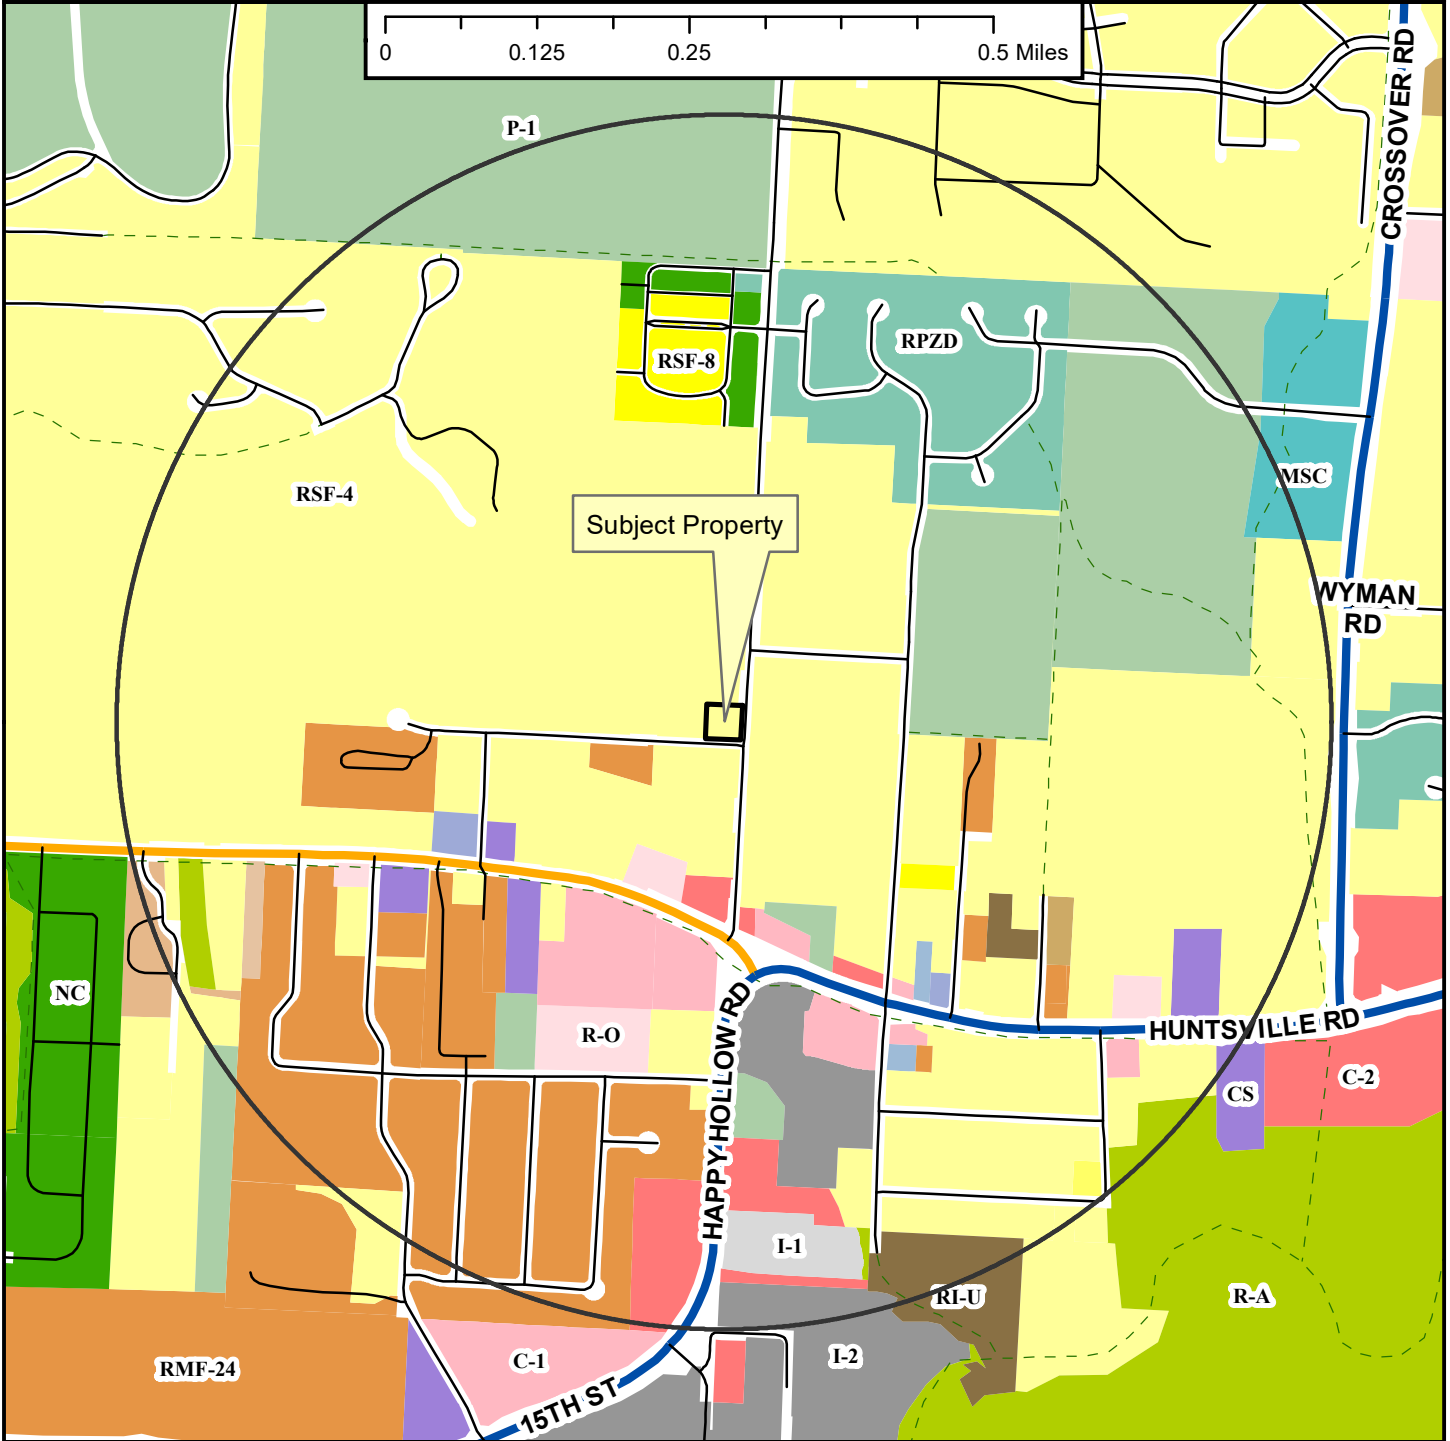 0 0.125 0.25 0.5 Miles
CROSSOVER RD
P-1
RPZD
RSF-8
MSC
RSF-4
Subject Property
WYMAN
RD
NC
HUNTSVILLE RD
R-O
HAPPY HOLLOW RD
C-2
CS
I-1
RI-U
R-A
I-2
C-1
RMF-24
15TH ST